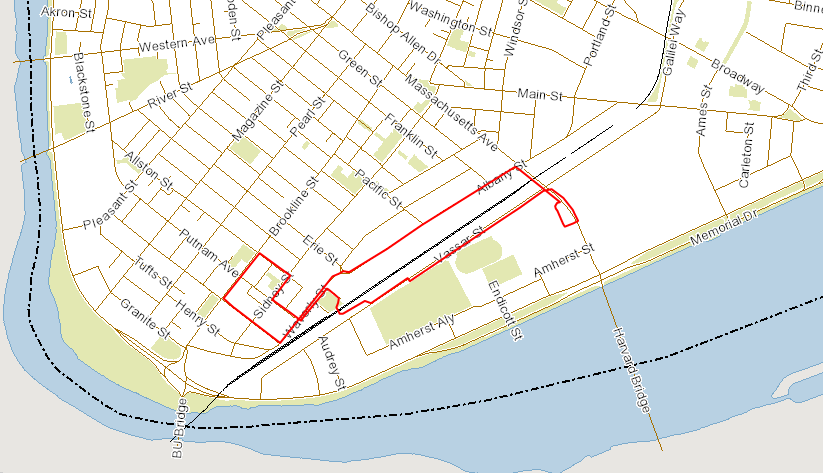 Akron-St
Pleasant
Bishop-Allen-Dr
Washington-St
Windsor-S
Portland-St
Galilei-Way
Binne
Western-Ave
Blackstone-St
River-St
Magazine-St
Pearl-St
Green-St
Massachusetts-Ave
Main-St
Broadway
Third-St
Ames-St
Carleton-St
Franklin-St
Allston-St
Pacific-St
Albany-St
Pleasant-St
Brookline-St
Putnam-Ave
Erie-St
Vassar-St
Memorial-Dr
Tufts-St
Sidney-St
Amherst-St
Granite-St
Henry-St
Waverly-St
Endicott-St
Amherst-Aly
Audrey-St
Harvard-Bridge
BU-Bridge